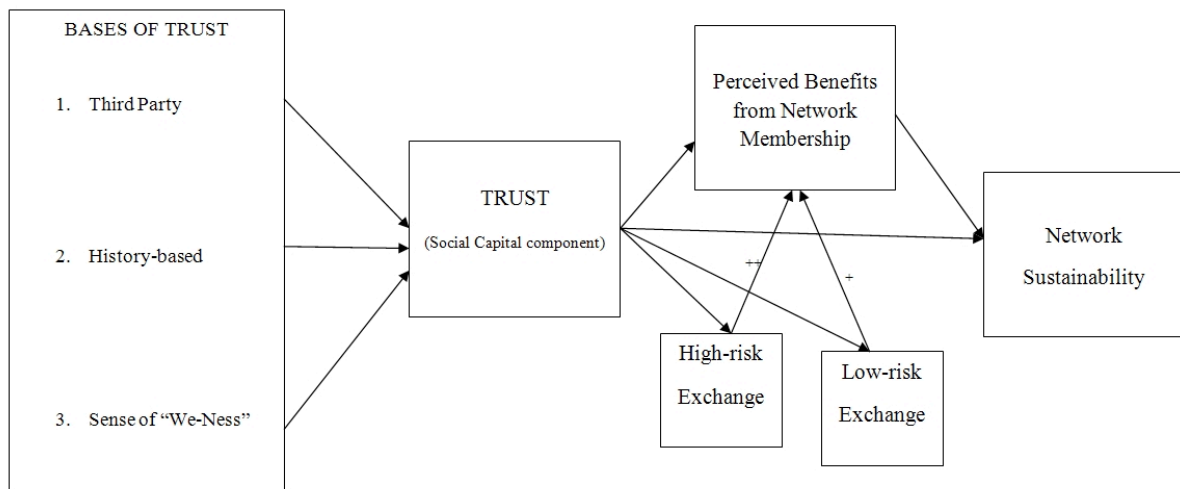 BASES OF TRUST
1. Third Party
2. History-based
3. Sense of “We-Ness”
TRUST
(Social Capital component)
Perceived Benefits
from Network
Membership
++
+
High-risk
Exchange
Low-risk
Exchange
Network
Sustainability